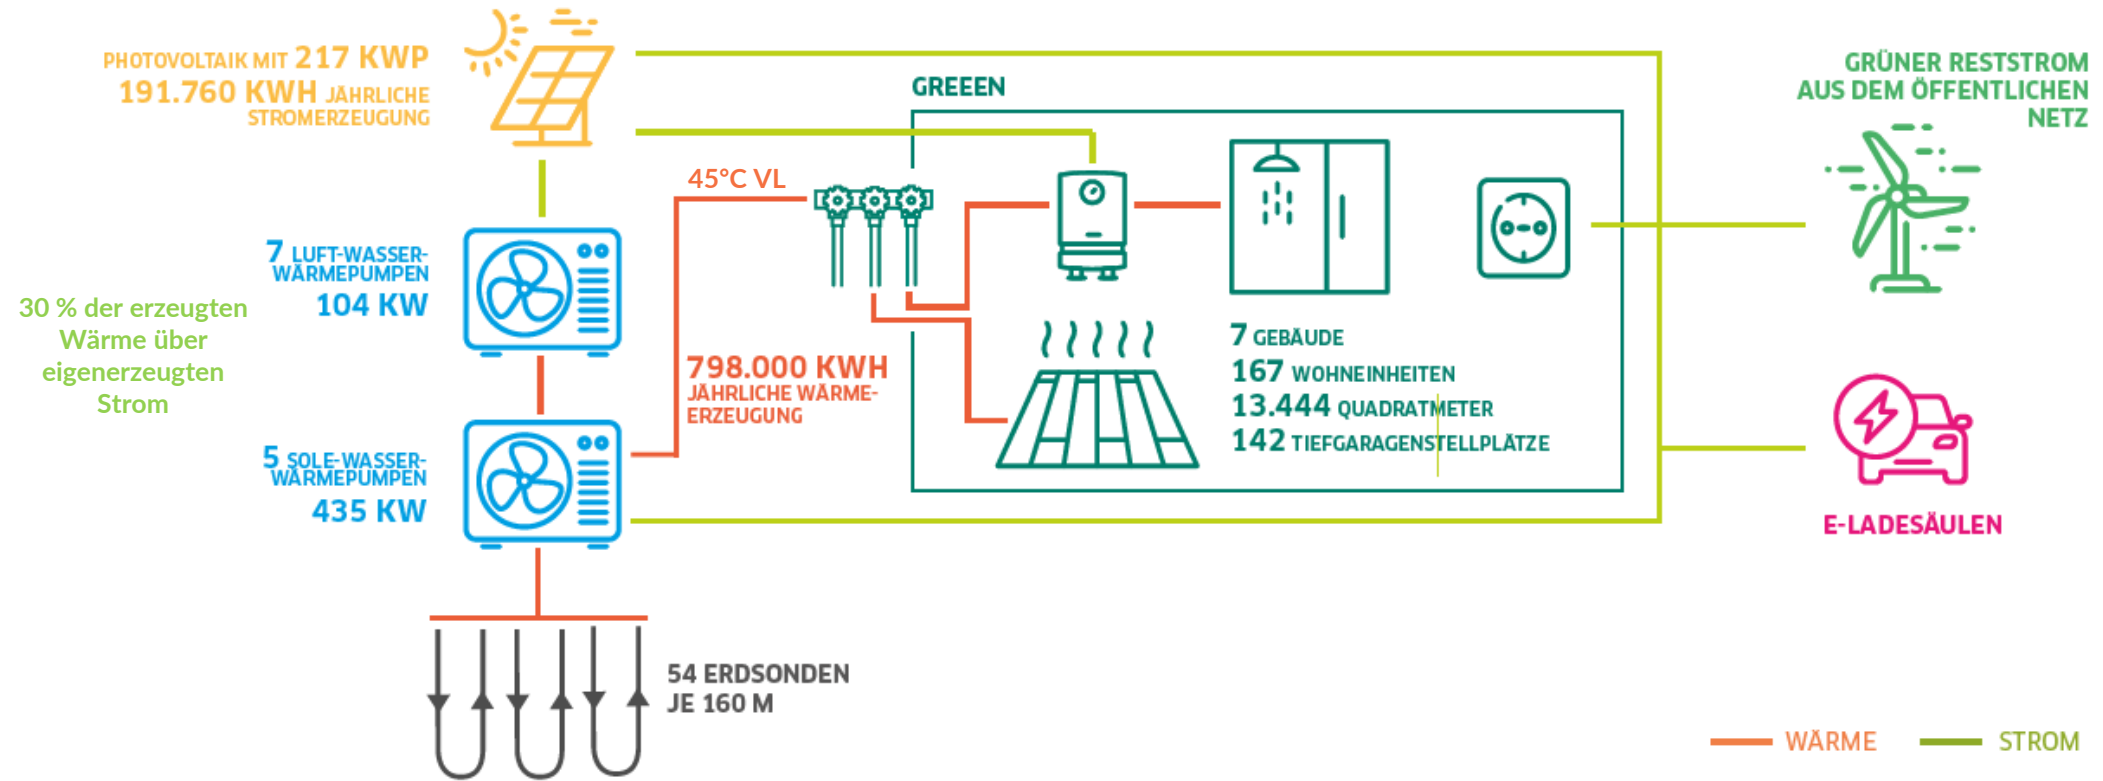 PHOTOVOLTAIK MIT 217 KWP
191.760 KWH JÄHRLICHE
STROMERZEUGUNG
7 LUFT-WASSER-
WÄRMEPUMPEN
104 KW
30 % der erzeugten
Wärme über
eigenerzeugten
Strom
5 SOLE-WASSER-
WÄRMEPUMPEN
435 KW
54 ERDSONDEN
JE 160 M
45°C VL
798.000 KWH
JÄHRLICHE WÄRME-
ERZEUGUNG
GREEEN
7 GEBÄUDE
167 WOHNEINHEITEN
13.444 QUADRATMETER
142 TIEFGARAGENSTELLPLÄTZE
GRÜNER RESTSTROM
AUS DEM ÖFFENTLICHEN
NETZ
E-LADESÄULEN
WÄRME
STROM